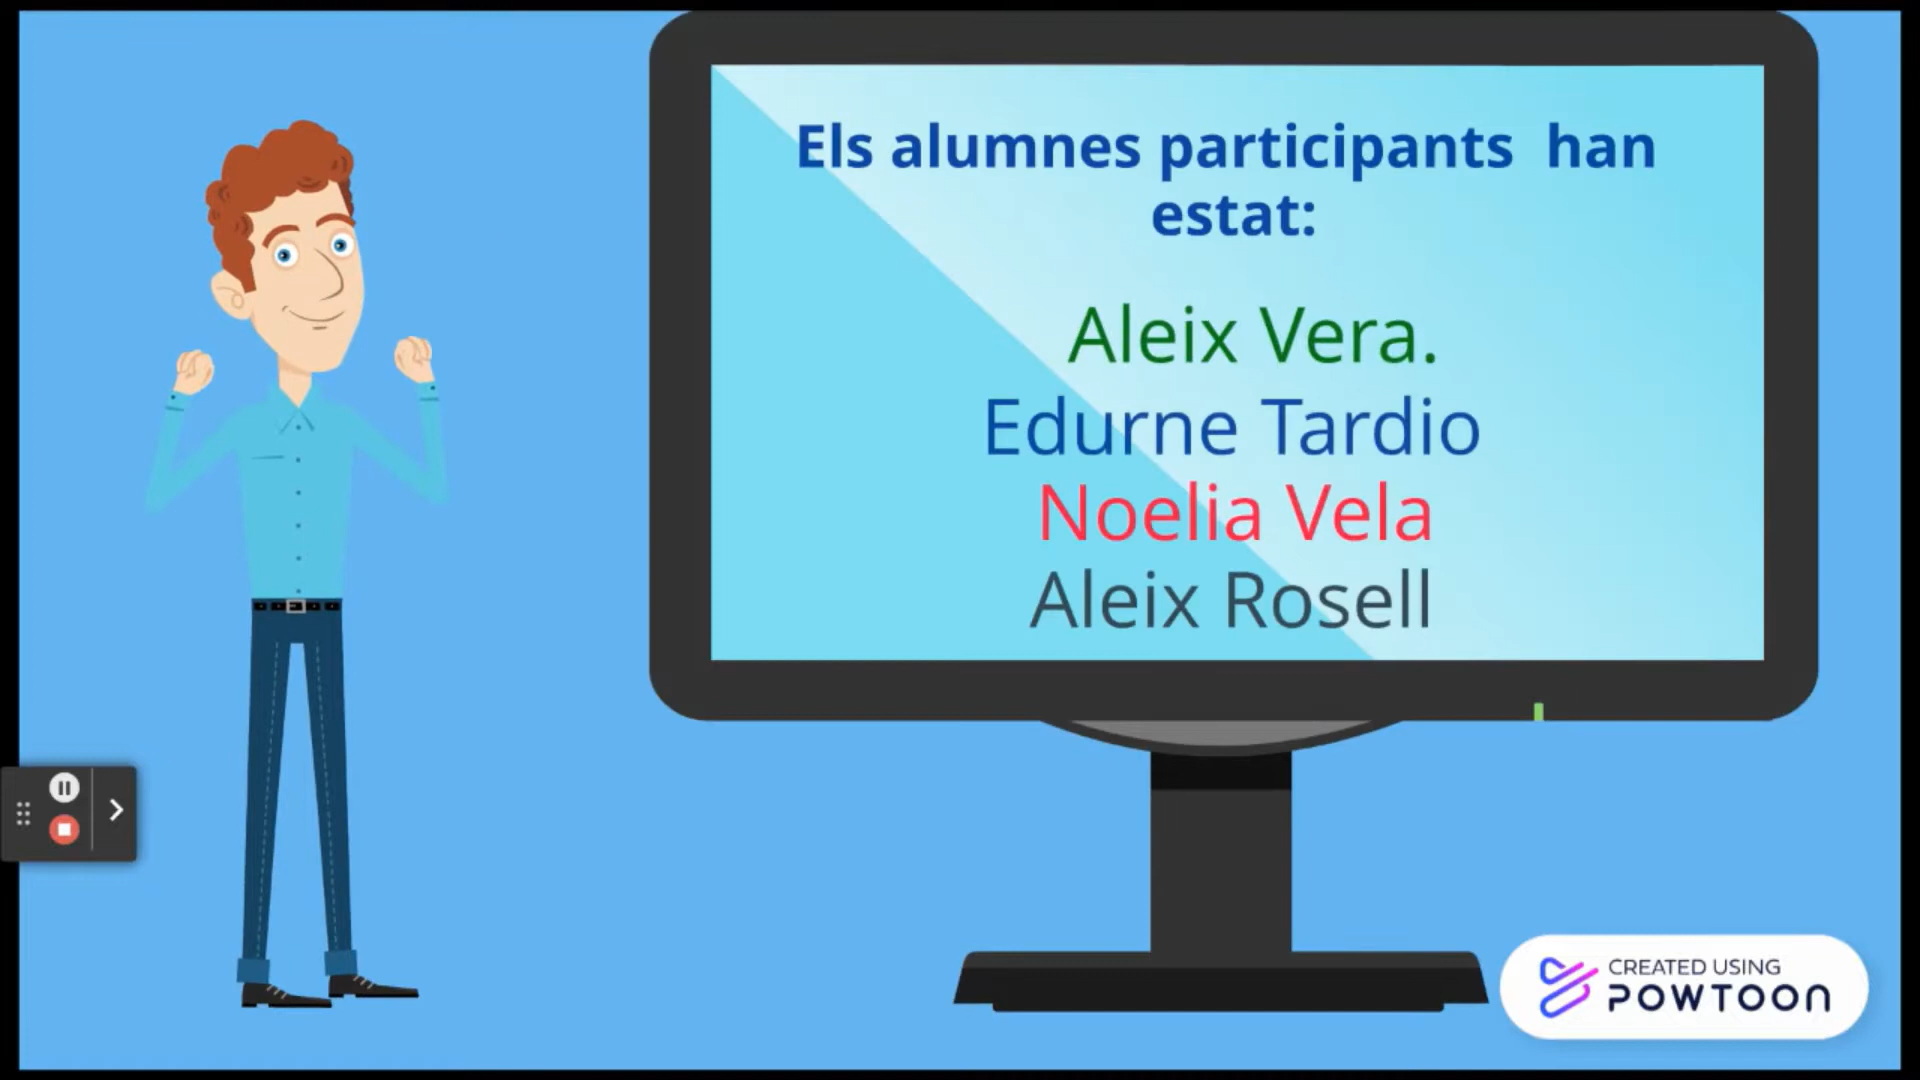 Els alumnes participants  han
estat:
Aleix Vera.
Edurne Tardio
Noelia Vela
Aleix Rosell
CREATED USING
POWTOON